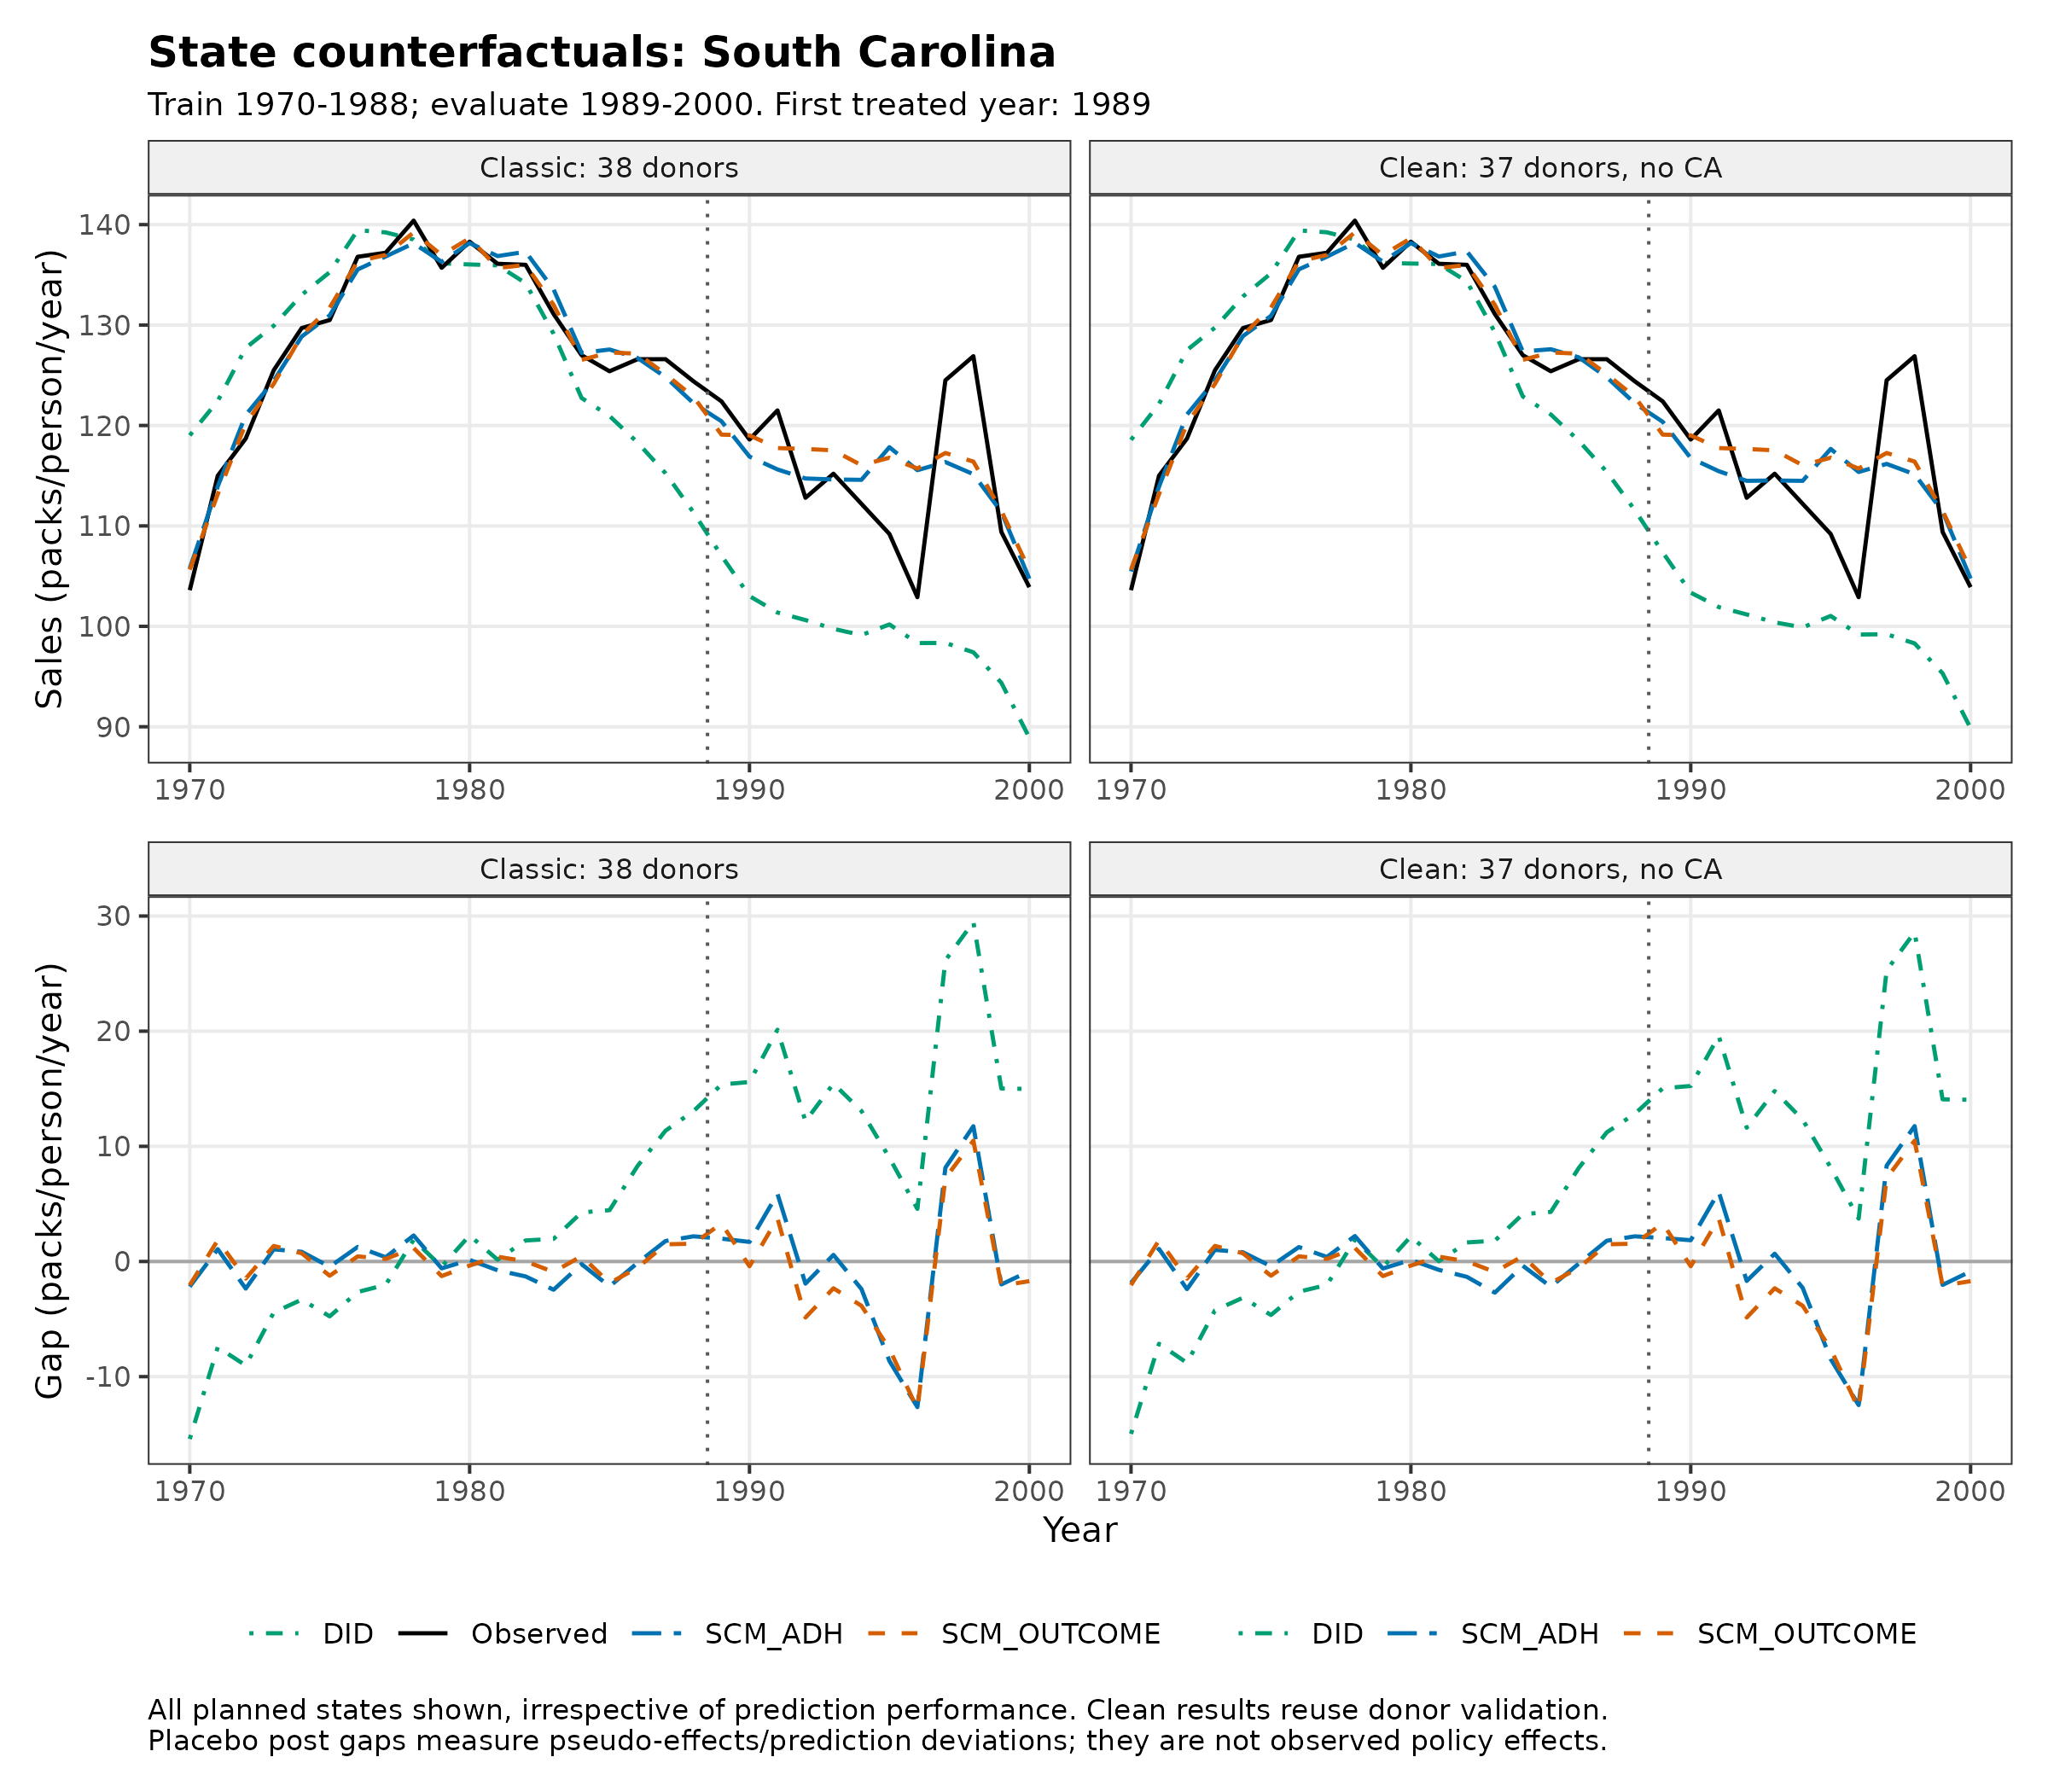 State counterfactuals: South Carolina
Train 1970-1988; evaluate 1989-2000. First treated year: 1989
Classic: 38 donors
Clean: 37 donors, no CA
Sales (packs/person/year)
140
130
120
110
100
90
1970 1980 1990 2000
1970 1980 1990 2000
Classic: 38 donors
Clean: 37 donors, no CA
Gap (packs/person/year)
30
20
10
0
-10
1970 1980 1990 2000
1970 1980 1990 2000
Year
DID Observed SCM_ADH SCM_OUTCOME
DID SCM_ADH SCM_OUTCOME
All planned states shown, irrespective of prediction performance. Clean results reuse donor validation.
Placebo post gaps measure pseudo-effects/prediction deviations; they are not observed policy effects.